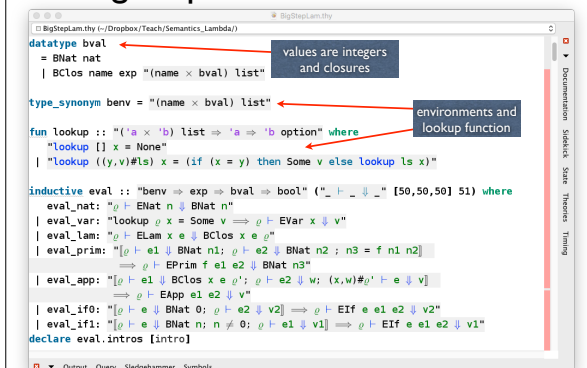 BigStepLam.thy
BigStepLam.thy (~/Dropbox/Teach/Semantics_Lambda/)
datatype bval
= BNat nat
| BClos name exp "(name × bval) list"
values are integers
and closures
type_synonym benv = "(name × bval) list"
environments and
lookup function
fun lookup :: "('a × 'b) list ⇒ 'a ⇒ 'b option" where
"lookup [] x = None"
| "lookup ((y,v)#ls) x = (if (x = y) then Some v else lookup ls x)"
inductive eval :: "benv ⇒ exp ⇒ bval ⇒ bool" ("_ ⊢ _ ⇓ _" [50,50,50] 51) where
eval_nat: "ϱ ⊢ ENat n ⇓ BNat n"
| eval_var: "lookup ϱ x = Some v ⟹ ϱ ⊢ EVar x ⇓ v"
| eval_lam: "ϱ ⊢ ELam x e ⇓ BClos x e ϱ"
| eval_prim: "⟦ϱ ⊢ e1 ⇓ BNat n1; ϱ ⊢ e2 ⇓ BNat n2 ; n3 = f n1 n2⟧
⟹ ϱ ⊢ EPrim f e1 e2 ⇓ BNat n3"
| eval_app: "⟦ϱ ⊢ e1 ⇓ BClos x e ϱ'; ϱ ⊢ e2 ⇓ w; (x,w)#ϱ' ⊢ e ⇓ v⟧
⟹ ϱ ⊢ EApp e1 e2 ⇓ v"
| eval_if0: "⟦ϱ ⊢ e ⇓ BNat 0; ϱ ⊢ e2 ⇓ v2⟧ ⟹ ϱ ⊢ EIf e e1 e2 ⇓ v2"
| eval_if1: "⟦ϱ ⊢ e ⇓ BNat n; n ≠ 0; ϱ ⊢ e1 ⇓ v1⟧ ⟹ ϱ ⊢ EIf e e1 e2 ⇓ v1"
declare eval.intros [intro]
Documentation
Sidekick
State
Theories
Timing
Output Query Sledgehammer Symbols